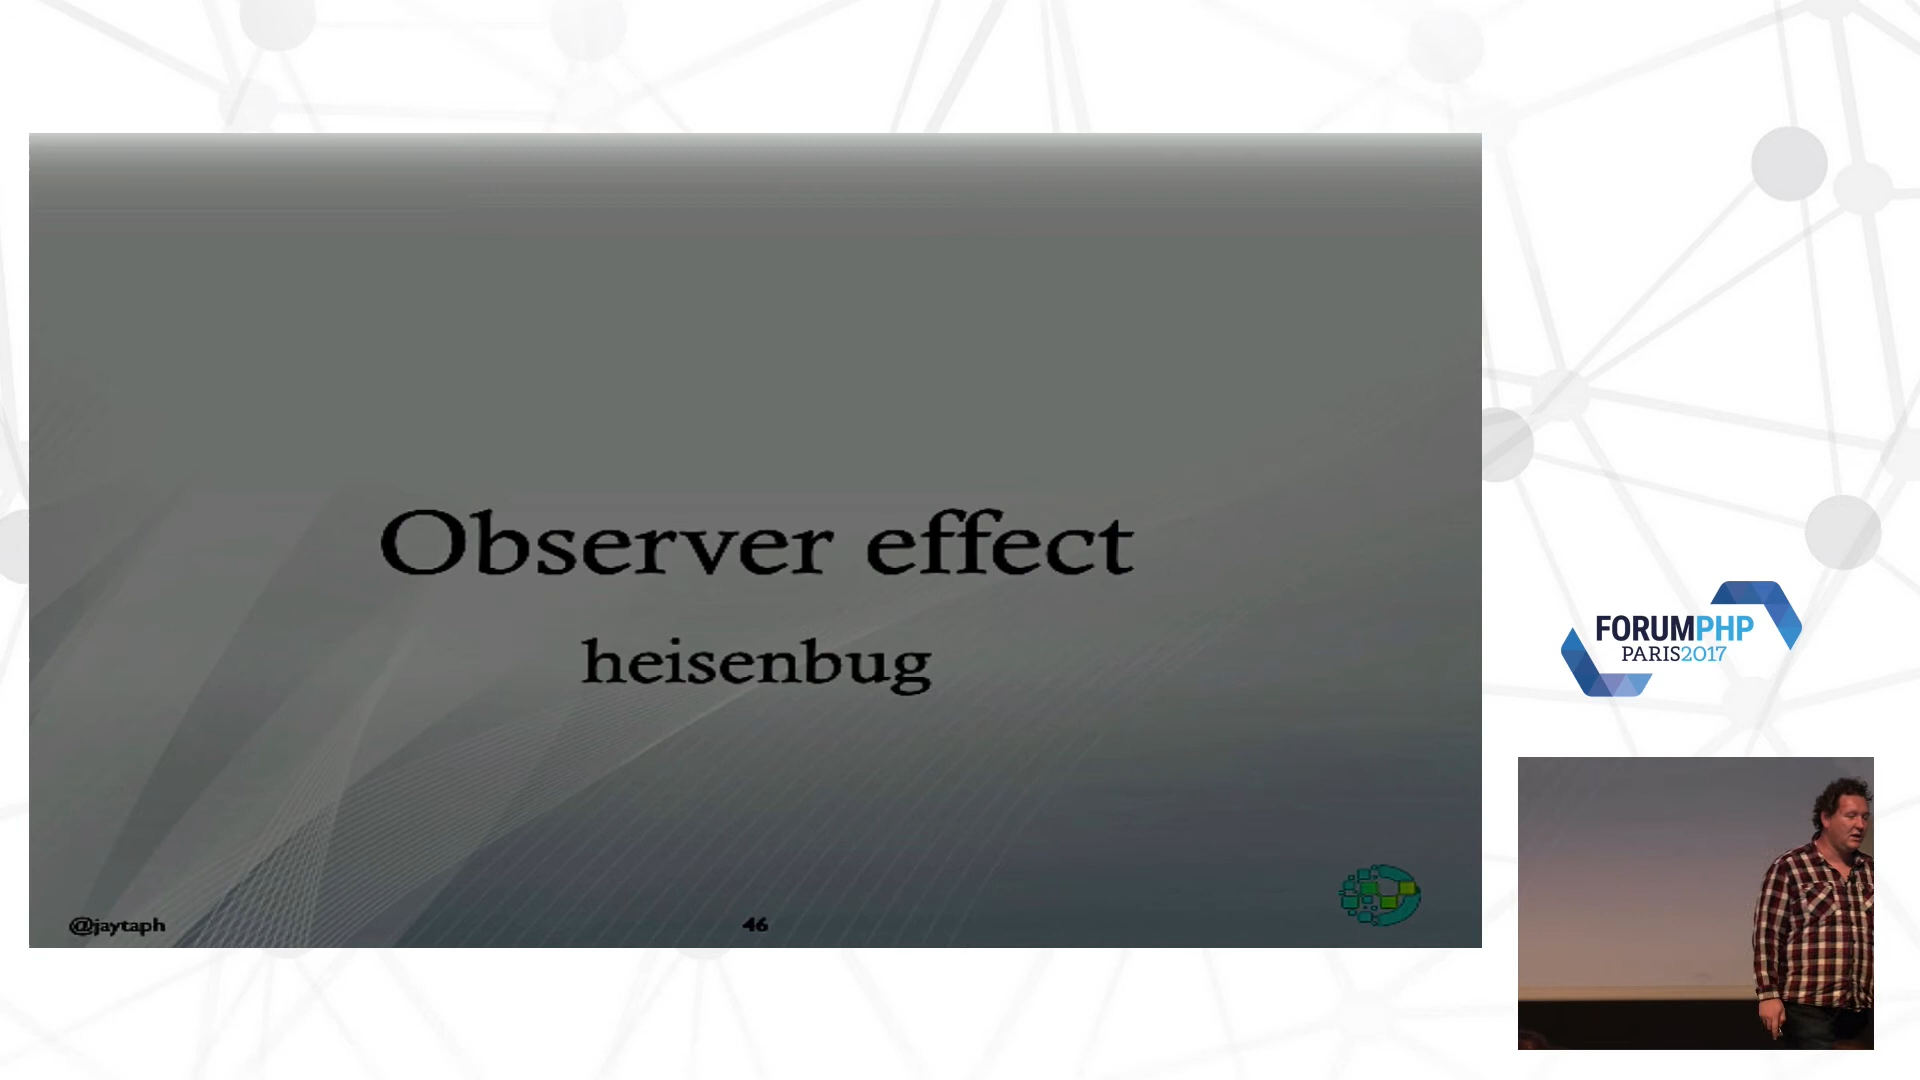 Observer effect
heisenbug
@jaytaph
46
FORUMPHP
PARIS2017